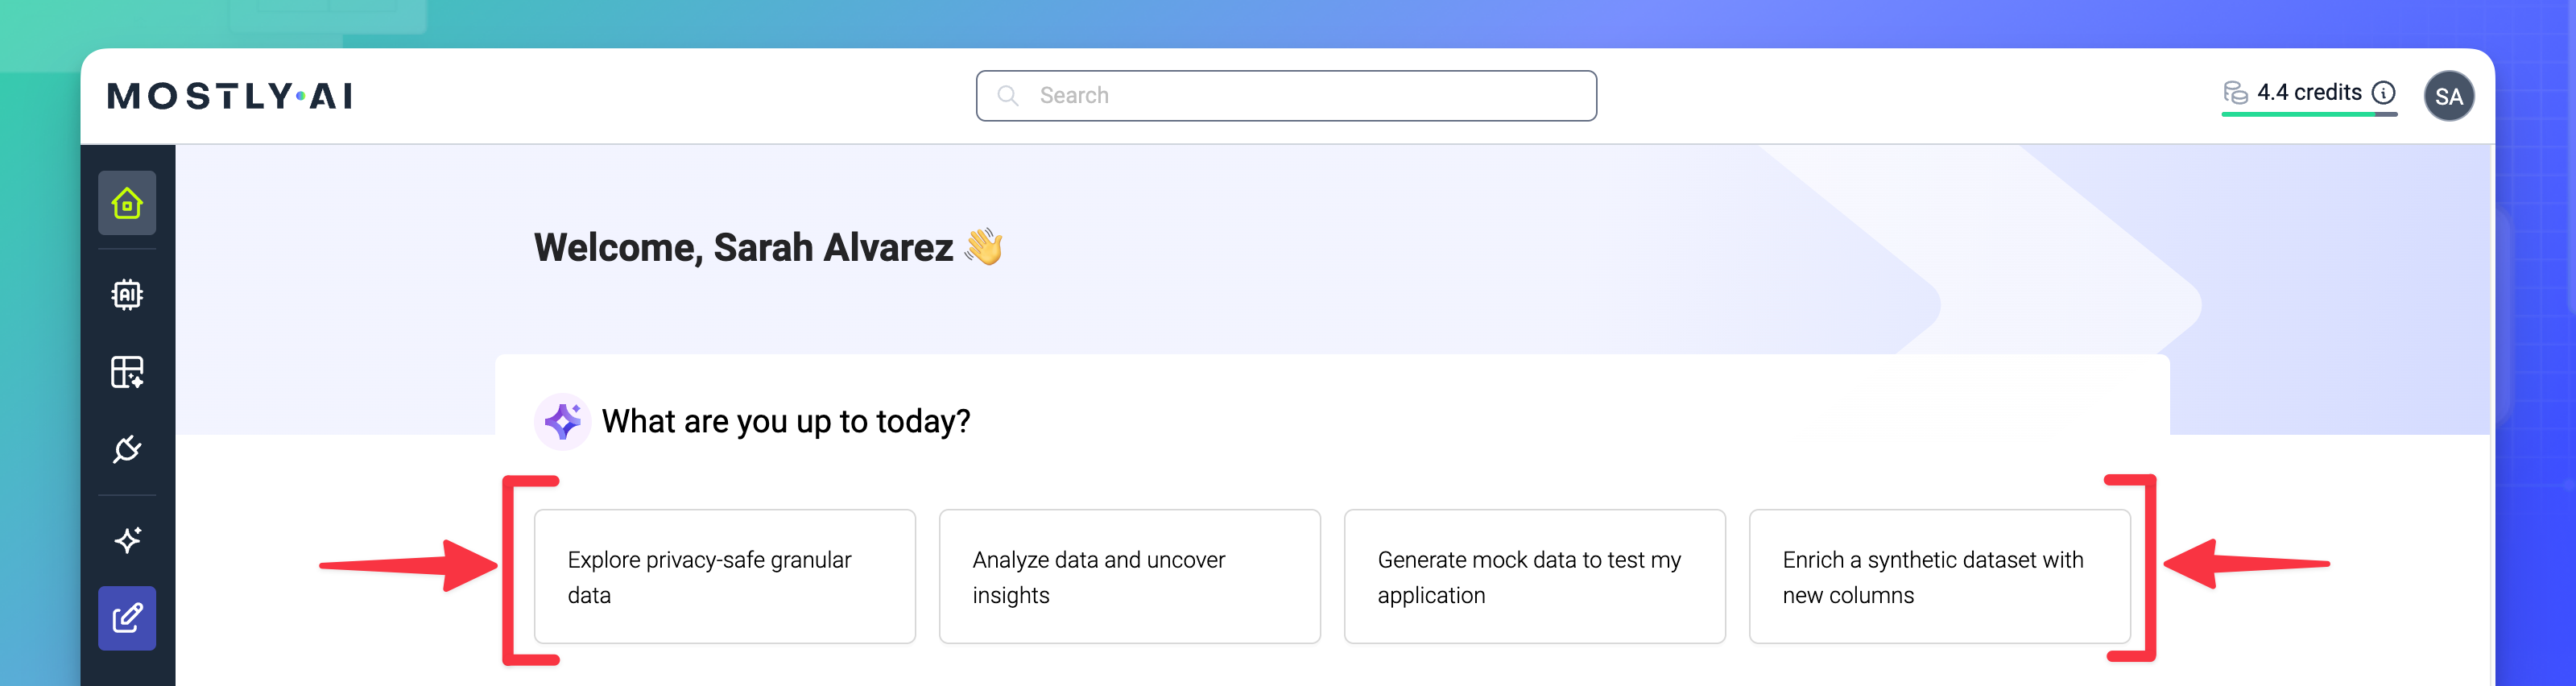 MOSTLY·AI
Search
4.4 credits
SA
Welcome, Sarah Alvarez 👋
AI
What are you up to today?
Explore privacy-safe granular
data
Analyze data and uncover
insights
Generate mock data to test my
application
Enrich a synthetic dataset with
new columns